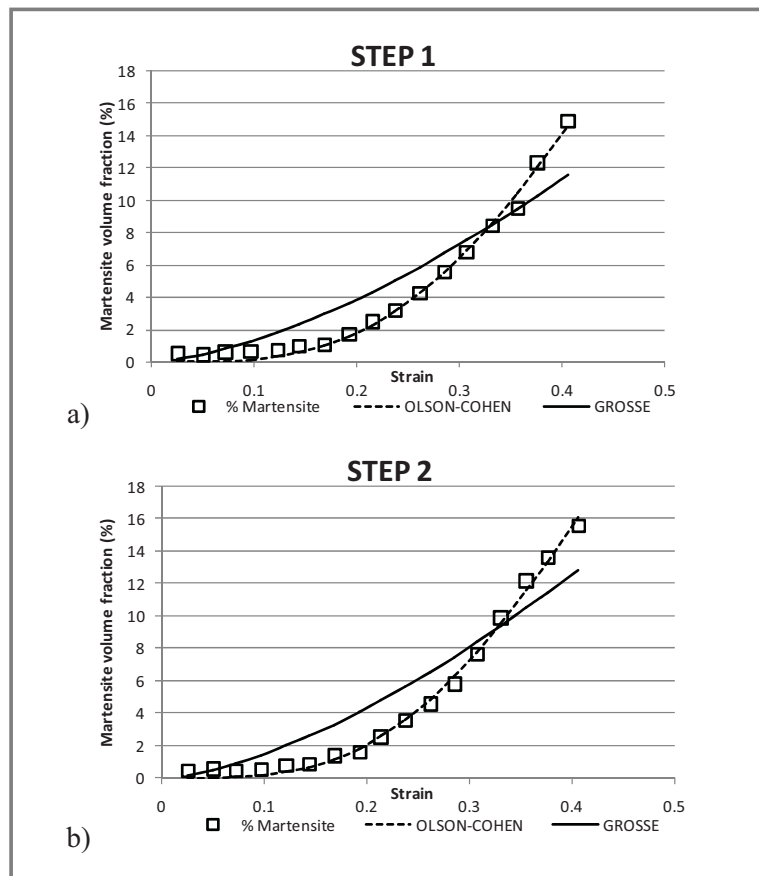 STEP 1
Martensite volume fraction (%)
18
16
14
12
10
8
6
4
2
0
0 0.1 0.2 0.3 0.4 0.5
Strain
% Martensite OLSON-COHEN GROSSE
a)
STEP 2
Martensite volume fraction (%)
18
16
14
12
10
8
6
4
2
0
0 0.1 0.2 0.3 0.4 0.5
Strain
% Martensite OLSON-COHEN GROSSE
b)